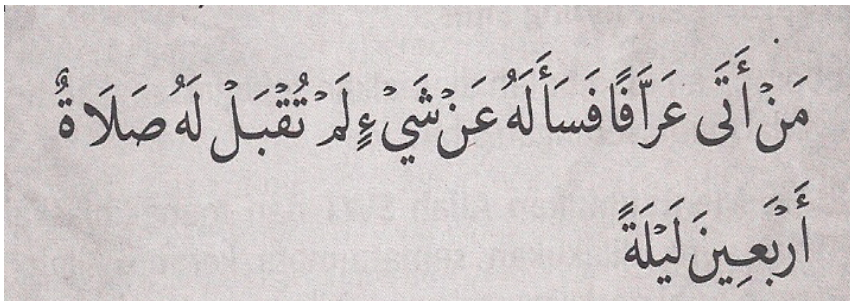 مَنْ أَتَى عَرَّافًا فَسَأَلَهُ عَنْ شَيْءٍ لَمْ تُقْبَلْ لَهُ صَلَاةٌ
أَرْبَعِينَ لَيْلَةً